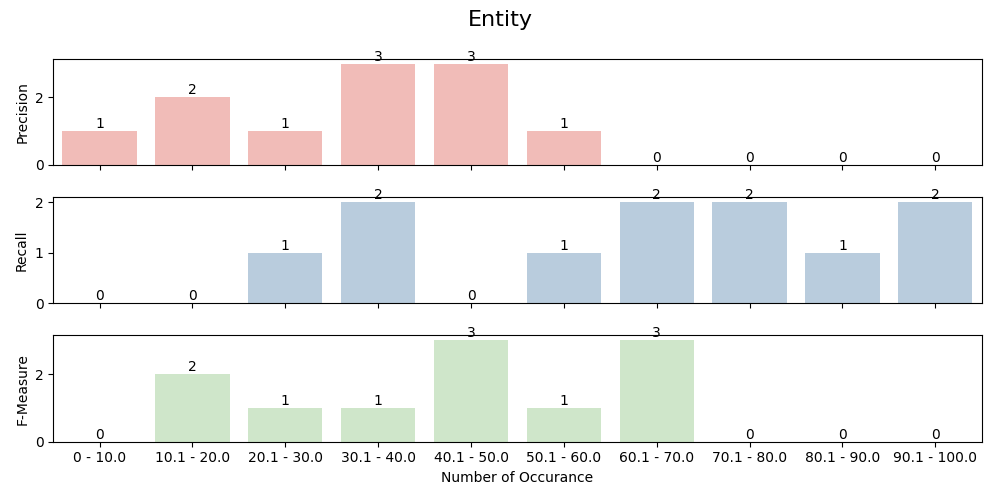 Entity
Precision
2
0
1 2 1 3 3 1 0 0 0 0
Recall
2
1
0
0 0 1 2 0 1 2 2 1 2
F-Measure
2
0
0 2 1 1 3 1 3 0 0 0
0 - 10.0 10.1 - 20.0 20.1 - 30.0 30.1 - 40.0 40.1 - 50.0 50.1 - 60.0 60.1 - 70.0 70.1 - 80.0 80.1 - 90.0 90.1 - 100.0
Number of Occurance